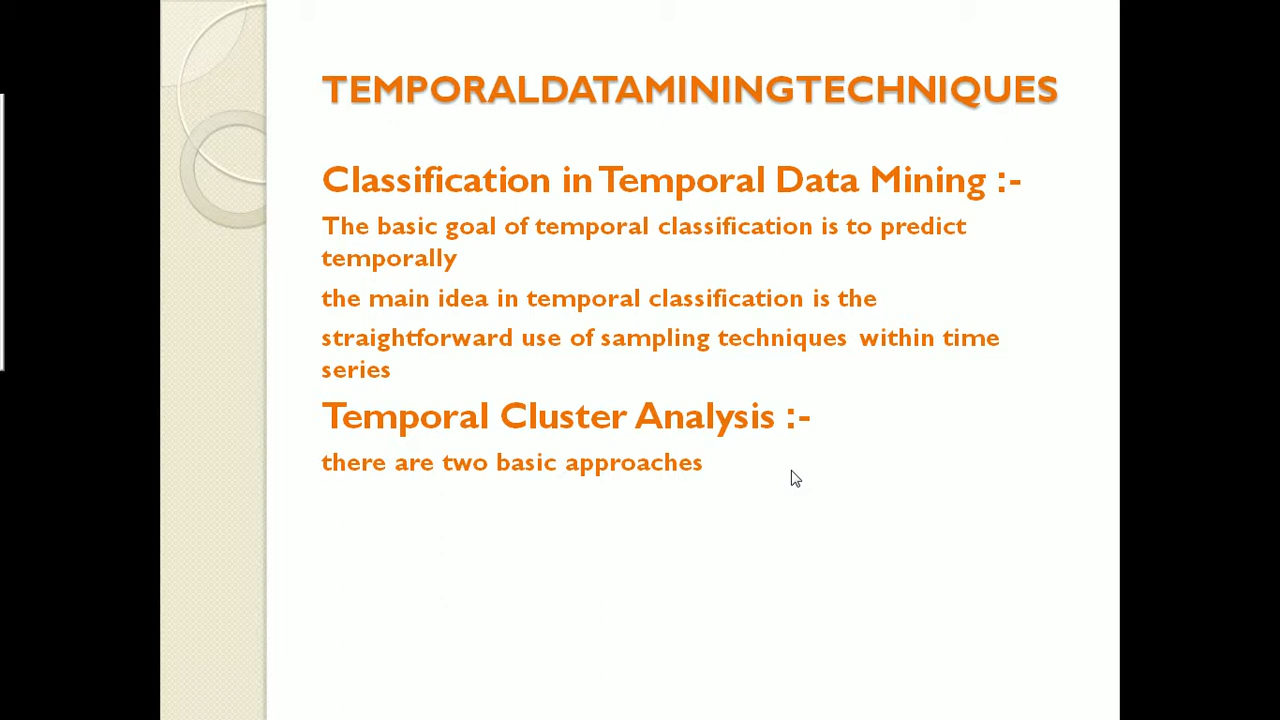 TEMPORALDATAMININGTECHNIQUES
Classification in Temporal Data Mining :-
The basic goal of temporal classification is to predict
temporally
the main idea in temporal classification is the
straightforward use of sampling techniques within time
series
Temporal Cluster Analysis :-
there are two basic approaches